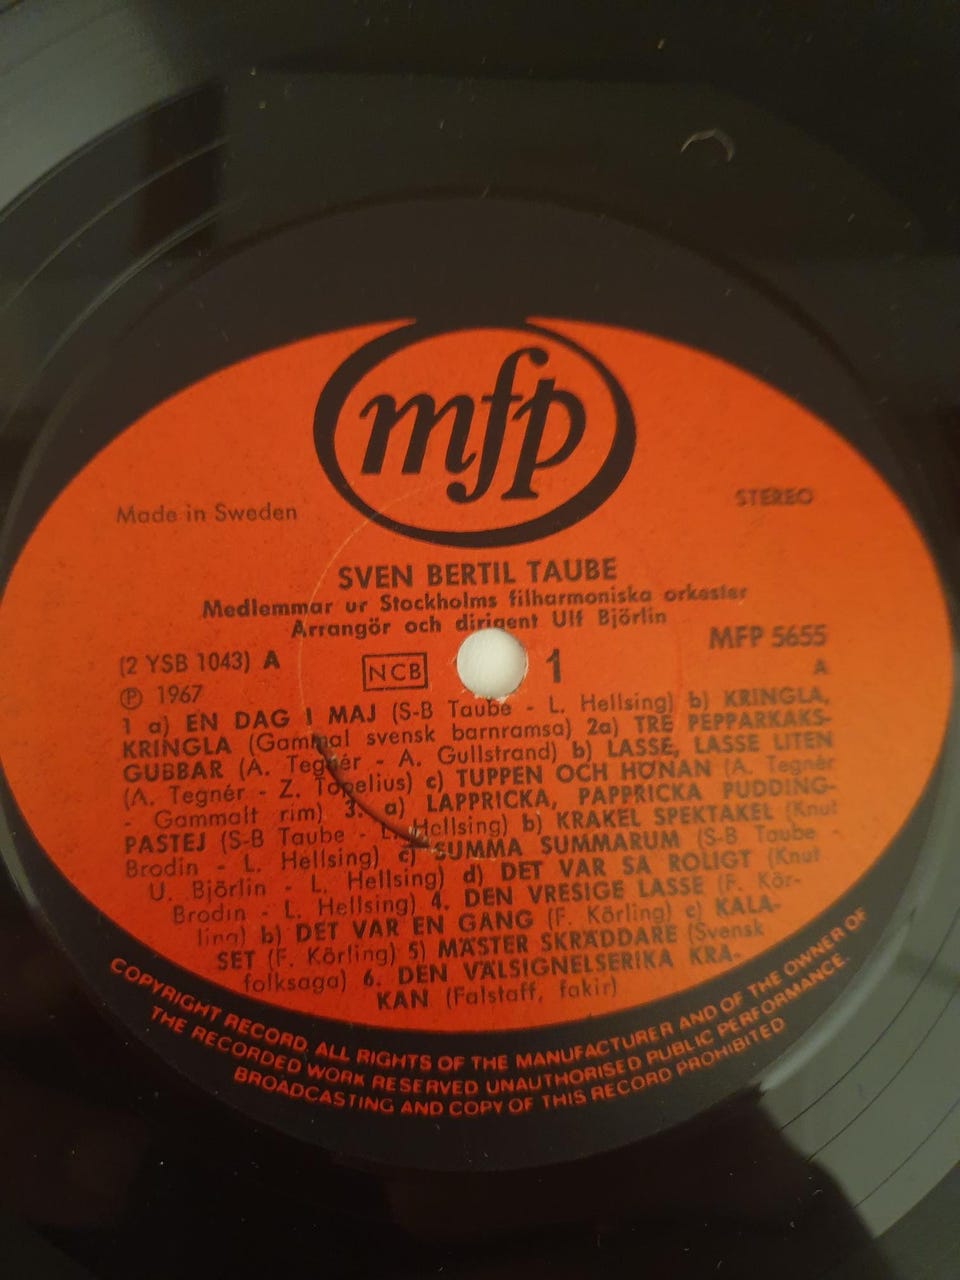 mfp
Made in Sweden
STEREO
SVEN BERTIL TAUBE
Medlemmar ur Stockholms filharmoniska orkester
Arrangör och dirigent Ulf Björlin
MFP 5655
(2 YSB 1043) A
NCB
1
A
℗ 1967
1 a) EN DAG I MAJ (S-B Taube - L. Hellsing) b) KRINGLA,
KRINGLA (Gammal svensk barnramsa) 2a) TRE PEPPARKAKS-
GUBBAR (A. Tegnér - A. Gullstrand) b) LASSE, LASSE LITEN
(A. Tegnér - Z. Topelius) c) TUPPEN OCH HÖNAN (A. Tegnér
- Gammalt rim) 3. a) LAPPRICKA, PAPPRICKA PUDDING-
PASTEJ (S-B Taube - L. Hellsing) b) KRAKEL SPEKTAKEL (Knut
Brodin - L. Hellsing) c) SUMMA SUMMARUM (S-B Taube -
U. Björlin - L. Hellsing) d) DET VAR SA ROLIGT (Knut
Brodin - L. Hellsing) 4. DEN VRESIGE LASSE (F. Kör-
ling) b) DET VAR EN GANG (F. Körling) c) KALA-
SET (F. Körling) 5) MÄSTER SKRÄDDARE (Svensk
folksaga) 6. DEN VÄLSIGNELSERIKA KRA-
KAN (Falstaff, fakir)
COPYRIGHT RECORD. ALL RIGHTS OF THE MANUFACTURER AND OF THE OWNER OF
THE RECORDED WORK RESERVED UNAUTHORISED PUBLIC PERFORMANCE.
BROADCASTING AND COPY OF THIS RECORD PROHIBITED